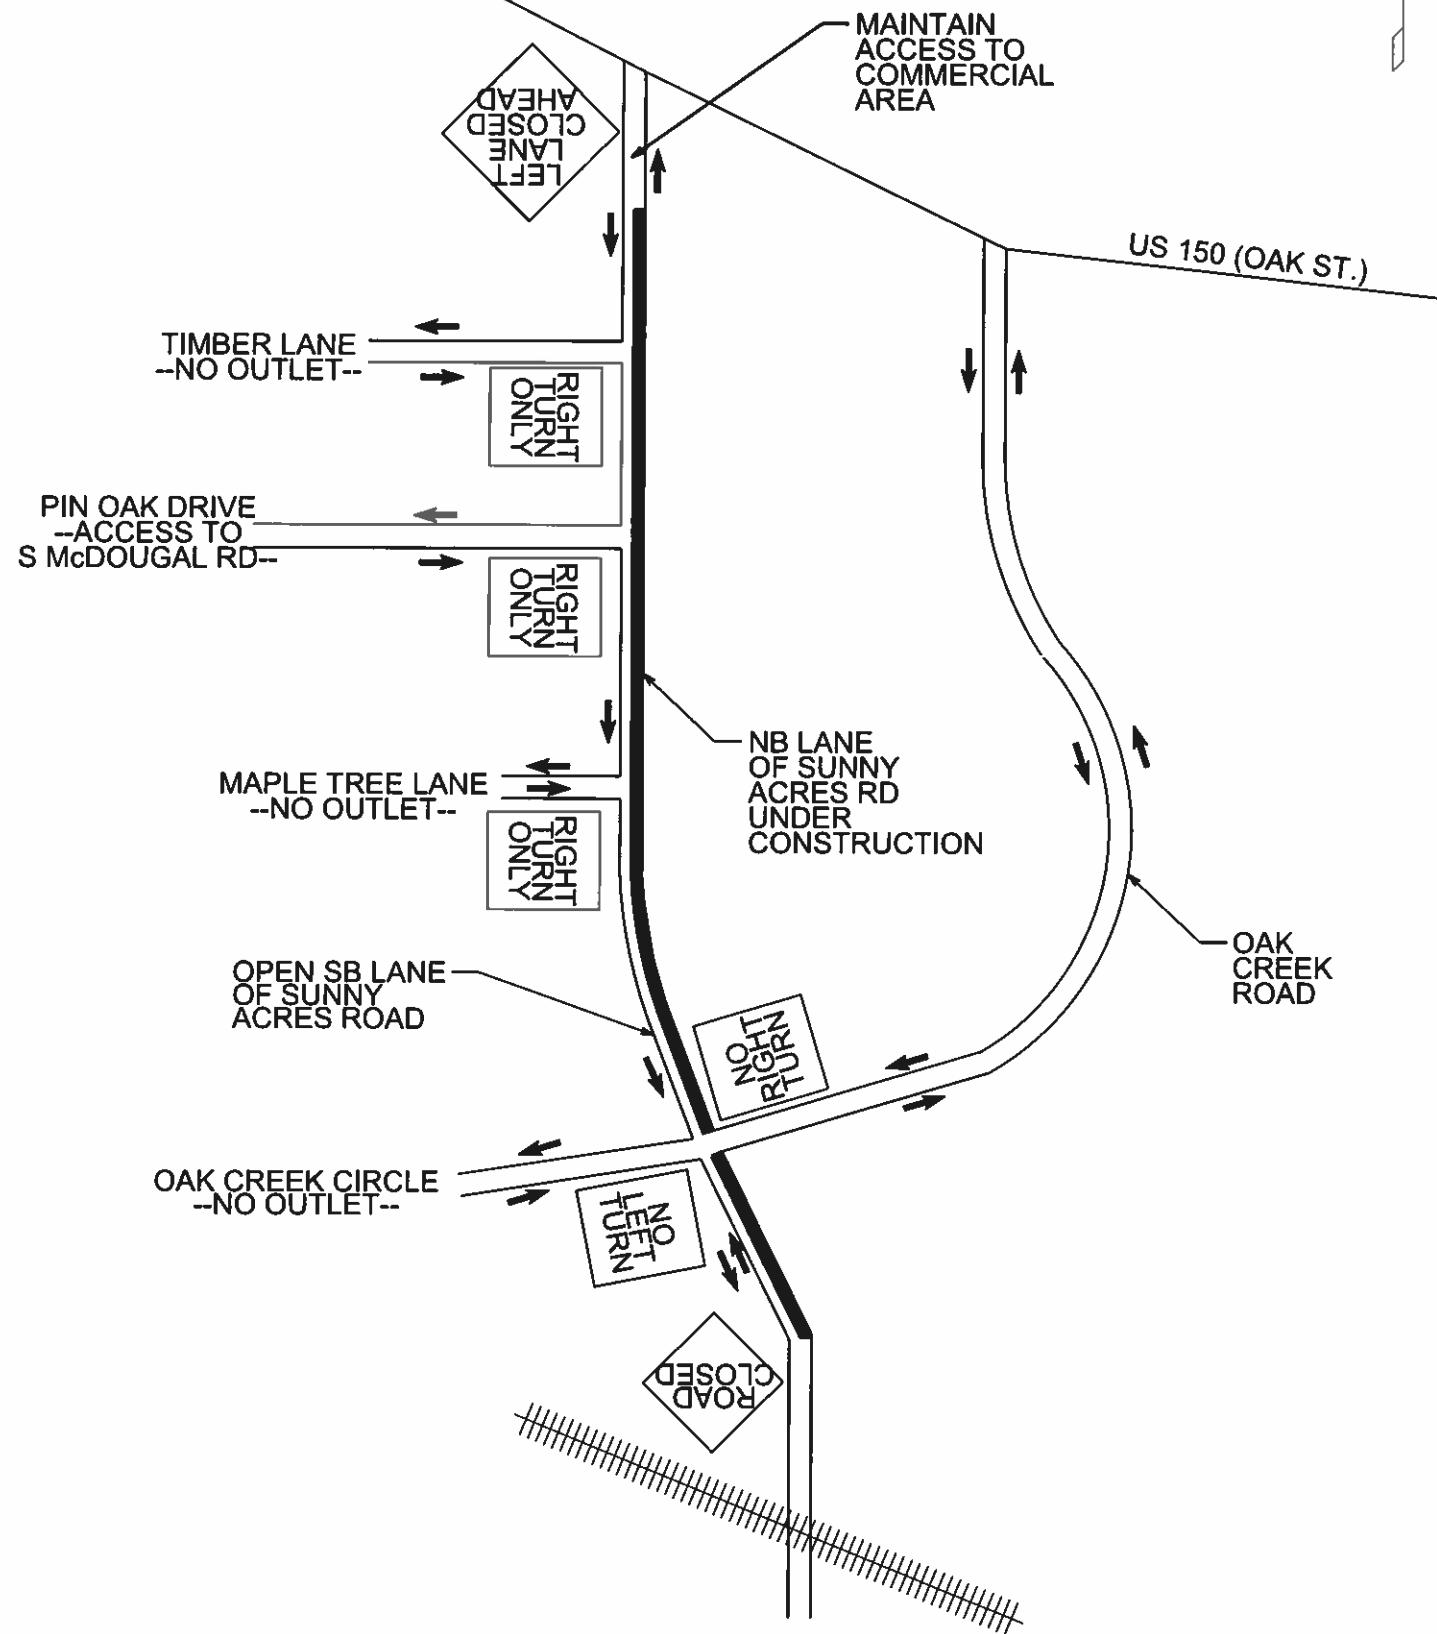 MAINTAIN
ACCESS TO
COMMERCIAL
AREA
LEFT
LANE
CLOSED
AHEAD
US 150 (OAK ST.)
TIMBER LANE
--NO OUTLET--
RIGHT
TURN
ONLY
PIN OAK DRIVE
--ACCESS TO
S McDOUGAL RD--
RIGHT
TURN
ONLY
NB LANE
OF SUNNY
ACRES RD
UNDER
CONSTRUCTION
MAPLE TREE LANE
--NO OUTLET--
RIGHT
TURN
ONLY
OAK
CREEK
ROAD
OPEN SB LANE
OF SUNNY
ACRES ROAD
NO
RIGHT
TURN
OAK CREEK CIRCLE
--NO OUTLET--
NO
LEFT
TURN
ROAD
CLOSED